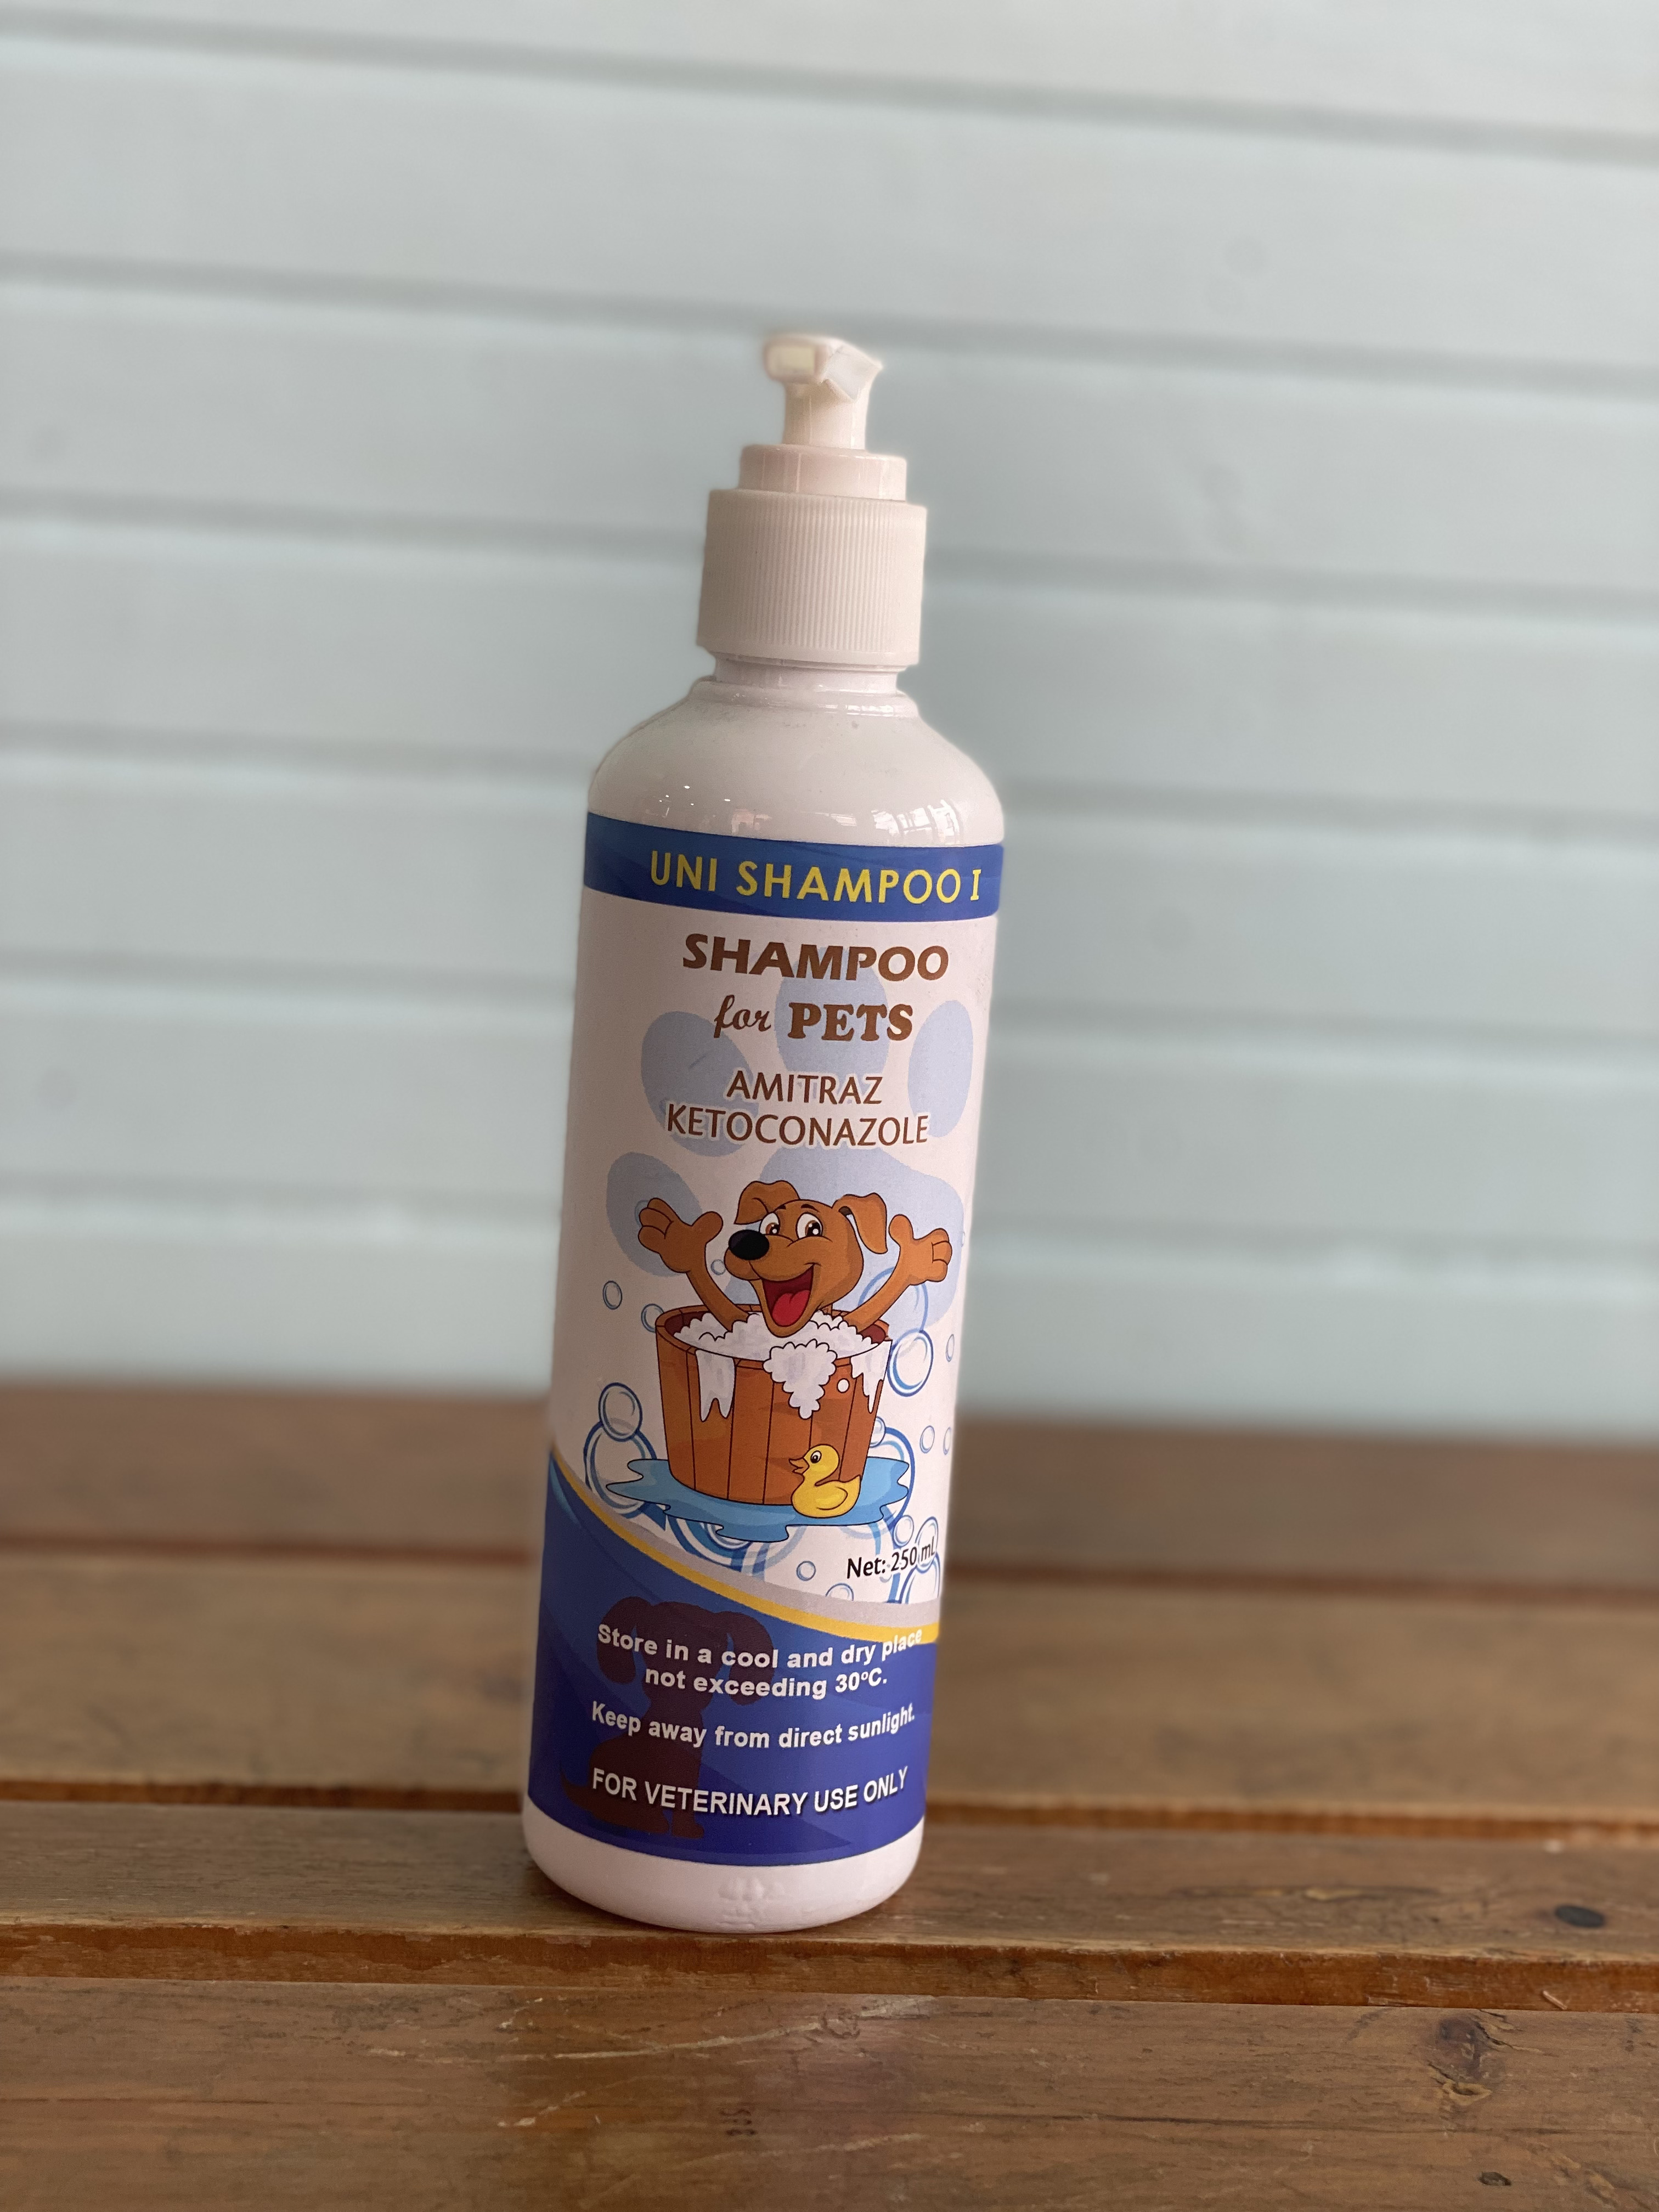 UNI SHAMPOO I
SHAMPOO
for PETS
AMITRAZ
KETOCONAZOLE
Net: 250 ml
Store in a cool and dry place
not exceeding 30°C.
Keep away from direct sunlight.
FOR VETERINARY USE ONLY